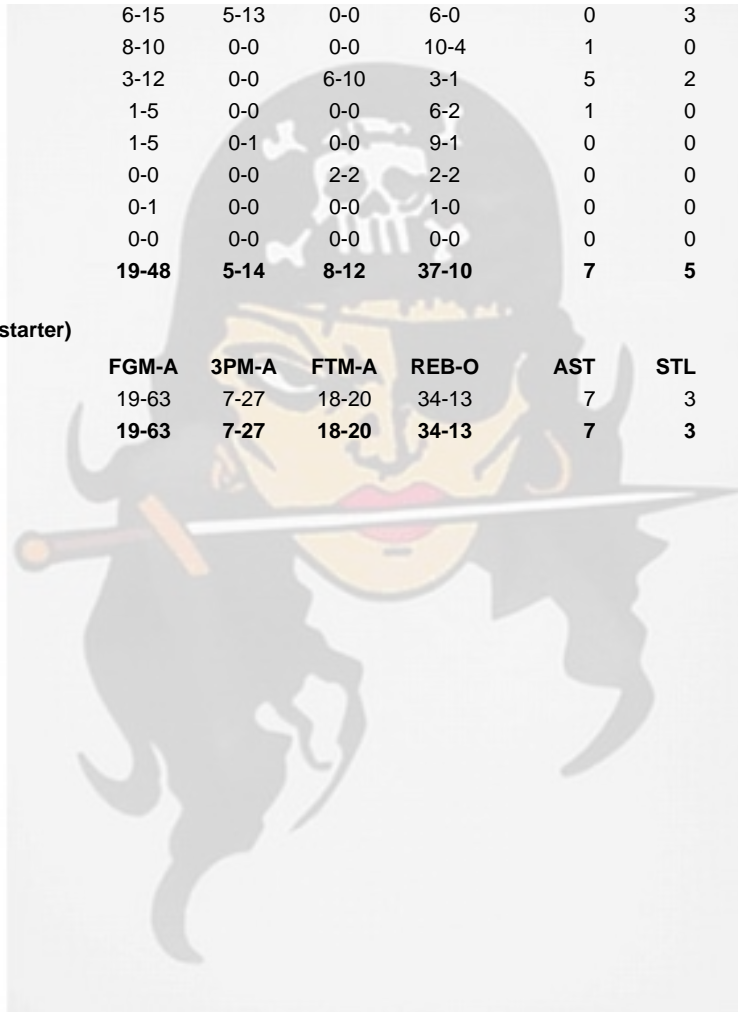 6-15 5-13 0-0 6-0 0 3
8-10 0-0 0-0 10-4 1 0
3-12 0-0 6-10 3-1 5 2
1-5 0-0 0-0 6-2 1 0
1-5 0-1 0-0 9-1 0 0
0-0 0-0 2-2 2-2 0 0
0-1 0-0 0-0 1-0 0 0
0-0 0-0 0-0 0-0 0 0
19-48 5-14 8-12 37-10 7 5
starter)
FGM-A 3PM-A FTM-A REB-O AST STL
19-63 7-27 18-20 34-13 7 3
19-63 7-27 18-20 34-13 7 3